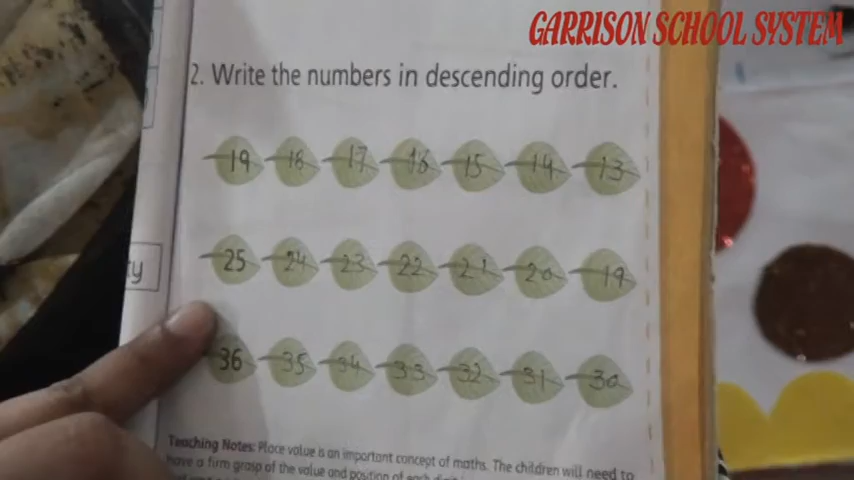 GARRISON SCHOOL SYSTEM
2. Write the numbers in descending order.
19 18 17 16 15 14 13
25 24 23 22 21 20 19
ty
36 35 34 33 32 31 30
Teaching Notes: Place value is an important concept of maths. The children will need to
have a firm grasp of the value and position of each